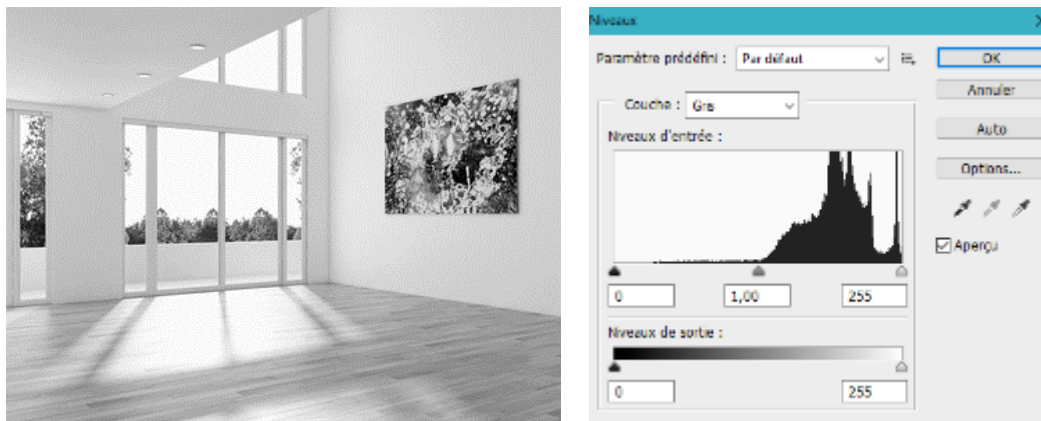 Niveaux
Paramètre prédéfini : Par défaut
OK
Annuler
Auto
Options...
Aperçu
Couche : Gris
Niveaux d'entrée :
0 1,00 255
Niveaux de sortie :
0 255